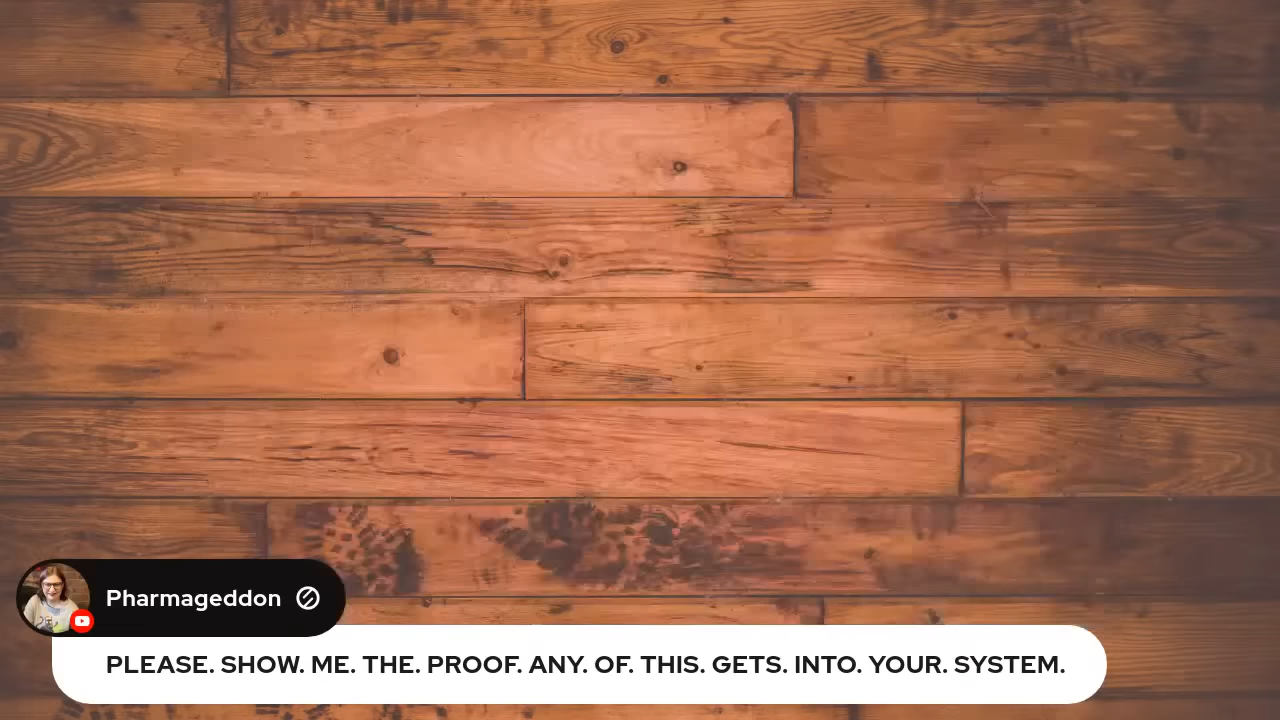 Pharmageddon
PLEASE. SHOW. ME. THE. PROOF. ANY. OF. THIS. GETS. INTO. YOUR. SYSTEM.